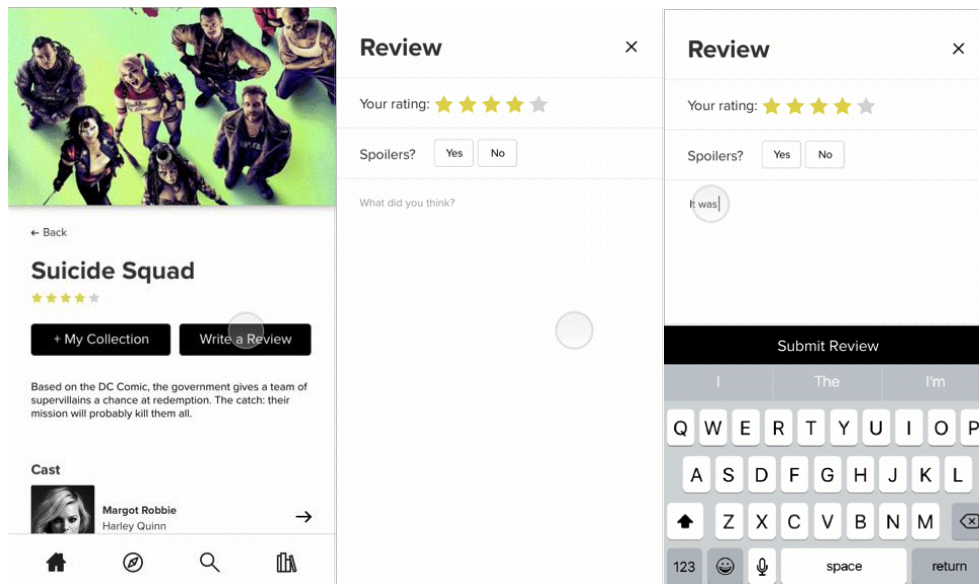 ← Back
Suicide Squad
+ My Collection
Write a Review
Based on the DC Comic, the government gives a team of
supervillains a chance at redemption. The catch: their
mission will probably kill them all.
Cast
Margot Robbie
Harley Quinn
→
Review ×
Your rating:
Spoilers? Yes No
What did you think?
Review ×
Your rating:
Spoilers? Yes No
It was
Submit Review
I The I'm
Q W E R T Y U I O P
A S D F G H J K L
Z X C V B N M
123 space return